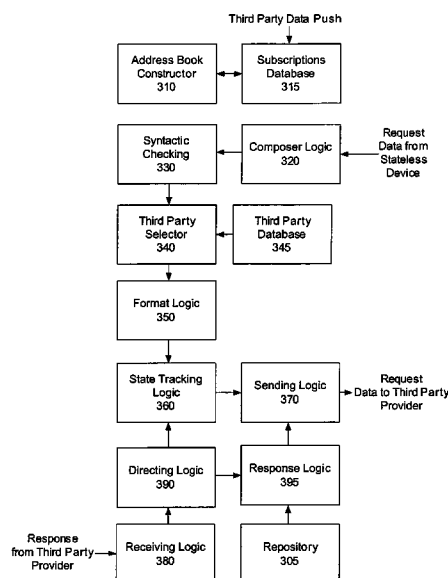 Third Party Data Push
Address Book
Constructor
310
Subscriptions
Database
315
Syntactic
Checking
330
Composer Logic
320
Request
Data from
Stateless
Device
Third Party
Selector
340
Third Party
Database
345
Format Logic
350
State Tracking
Logic
360
Sending Logic
370
Request
Data to Third Party
Provider
Directing Logic
390
Response Logic
395
Response
from Third Party
Provider
Receiving Logic
380
Repository
305